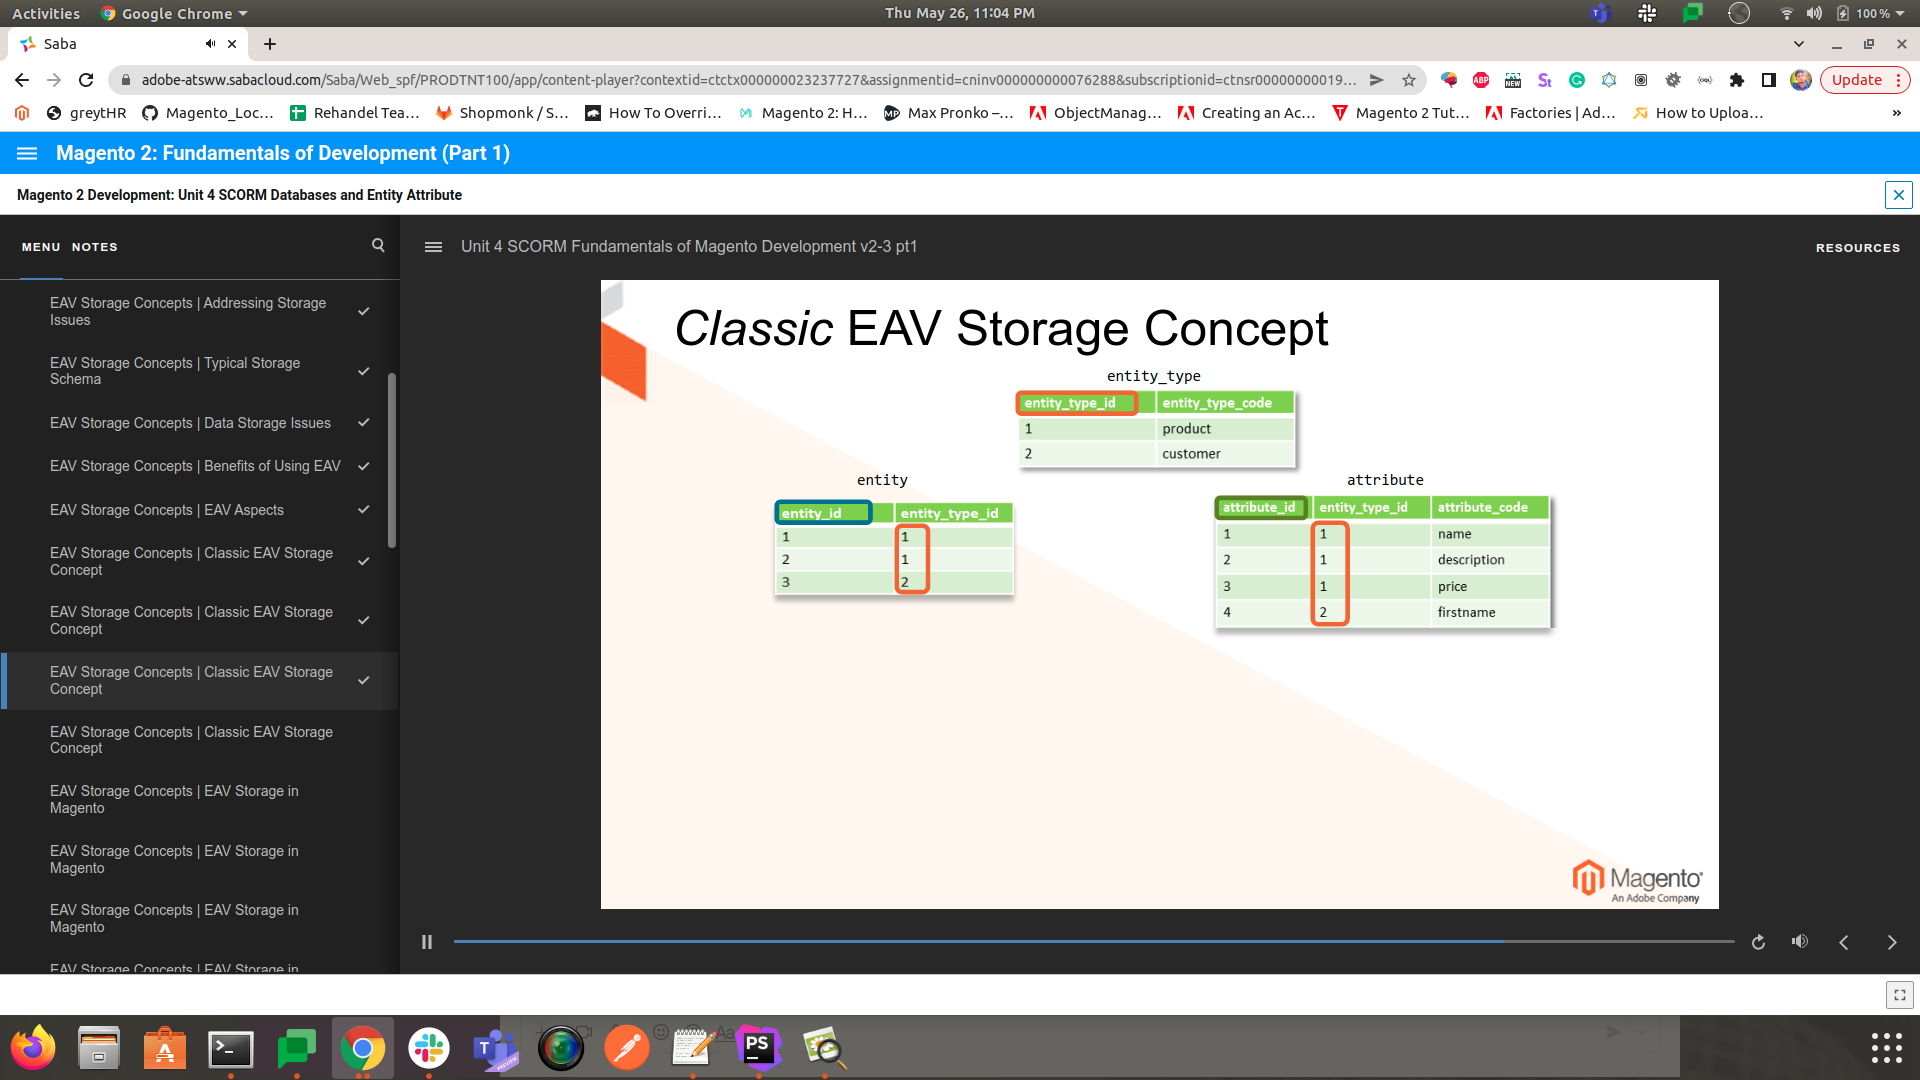 Activities
Google Chrome
Thu May 26, 11:04 PM
100 %
Saba
adobe-atsww.sabacloud.com/Saba/Web_spf/PRODTNT100/app/content-player?contextid=ctctx000000023237727&assignmentid=cninv000000000076288&subscriptionid=ctnsr00000000019...
Update
greytHR
Magento_Loc...
Rehandel Tea...
Shopmonk / S...
How To Overri...
Magento 2: H...
Max Pronko –...
ObjectManag...
Creating an Ac...
Magento 2 Tut...
Factories | Ad...
How to Uploa...
»
Magento 2: Fundamentals of Development (Part 1)
Magento 2 Development: Unit 4 SCORM Databases and Entity Attribute
MENU NOTES
Unit 4 SCORM Fundamentals of Magento Development v2-3 pt1
RESOURCES
EAV Storage Concepts | Addressing Storage
Issues
EAV Storage Concepts | Typical Storage
Schema
EAV Storage Concepts | Data Storage Issues
EAV Storage Concepts | Benefits of Using EAV
EAV Storage Concepts | EAV Aspects
EAV Storage Concepts | Classic EAV Storage
Concept
EAV Storage Concepts | Classic EAV Storage
Concept
EAV Storage Concepts | Classic EAV Storage
Concept
EAV Storage Concepts | Classic EAV Storage
Concept
EAV Storage Concepts | EAV Storage in
Magento
EAV Storage Concepts | EAV Storage in
Magento
EAV Storage Concepts | EAV Storage in
Magento
EAV Storage Concepts | EAV Storage in
Classic EAV Storage Concept
entity_type
entity_type_id entity_type_code
1 product
2 customer
entity
entity_id entity_type_id
1 1
2 1
3 2
attribute
attribute_id entity_type_id attribute_code
1 1 name
2 1 description
3 1 price
4 2 firstname
Magento
An Adobe Company